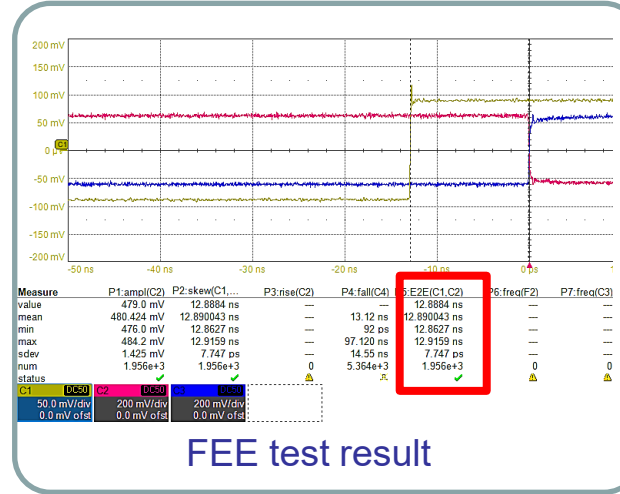 200 mV
150 mV
100 mV
50 mV
C1
0 µV
-50 mV
-100 mV
-150 mV
-200 mV
-50 ns -40 ns -30 ns -20 ns -10 ns 0 ps 1
Measure P1:ampl(C2) P2:skew(C1,... P3:rise(C2) P4:fall(C4) P5:E2E(C1,C2) P6:freq(F2) P7:freq(C3)
value 479.0 mV 12.8884 ns --- --- 12.8884 ns --- ---
mean 480.424 mV 12.890043 ns --- 13.12 ns 12.890043 ns --- ---
min 476.0 mV 12.8627 ns --- 92 ps 12.8627 ns --- ---
max 484.2 mV 12.9159 ns --- 97.120 ns 12.9159 ns --- ---
sdev 1.425 mV 7.747 ps --- 14.55 ns 7.747 ps --- ---
num 1.956e+3 1.956e+3 0 5.364e+3 1.956e+3 0 0
status
C1 DC50 C2 DC50 C3 DC50
50.0 mV/div 200 mV/div 200 mV/div
0.0 mV ofst 0.0 mV ofst 0.0 mV ofst
FEE test result